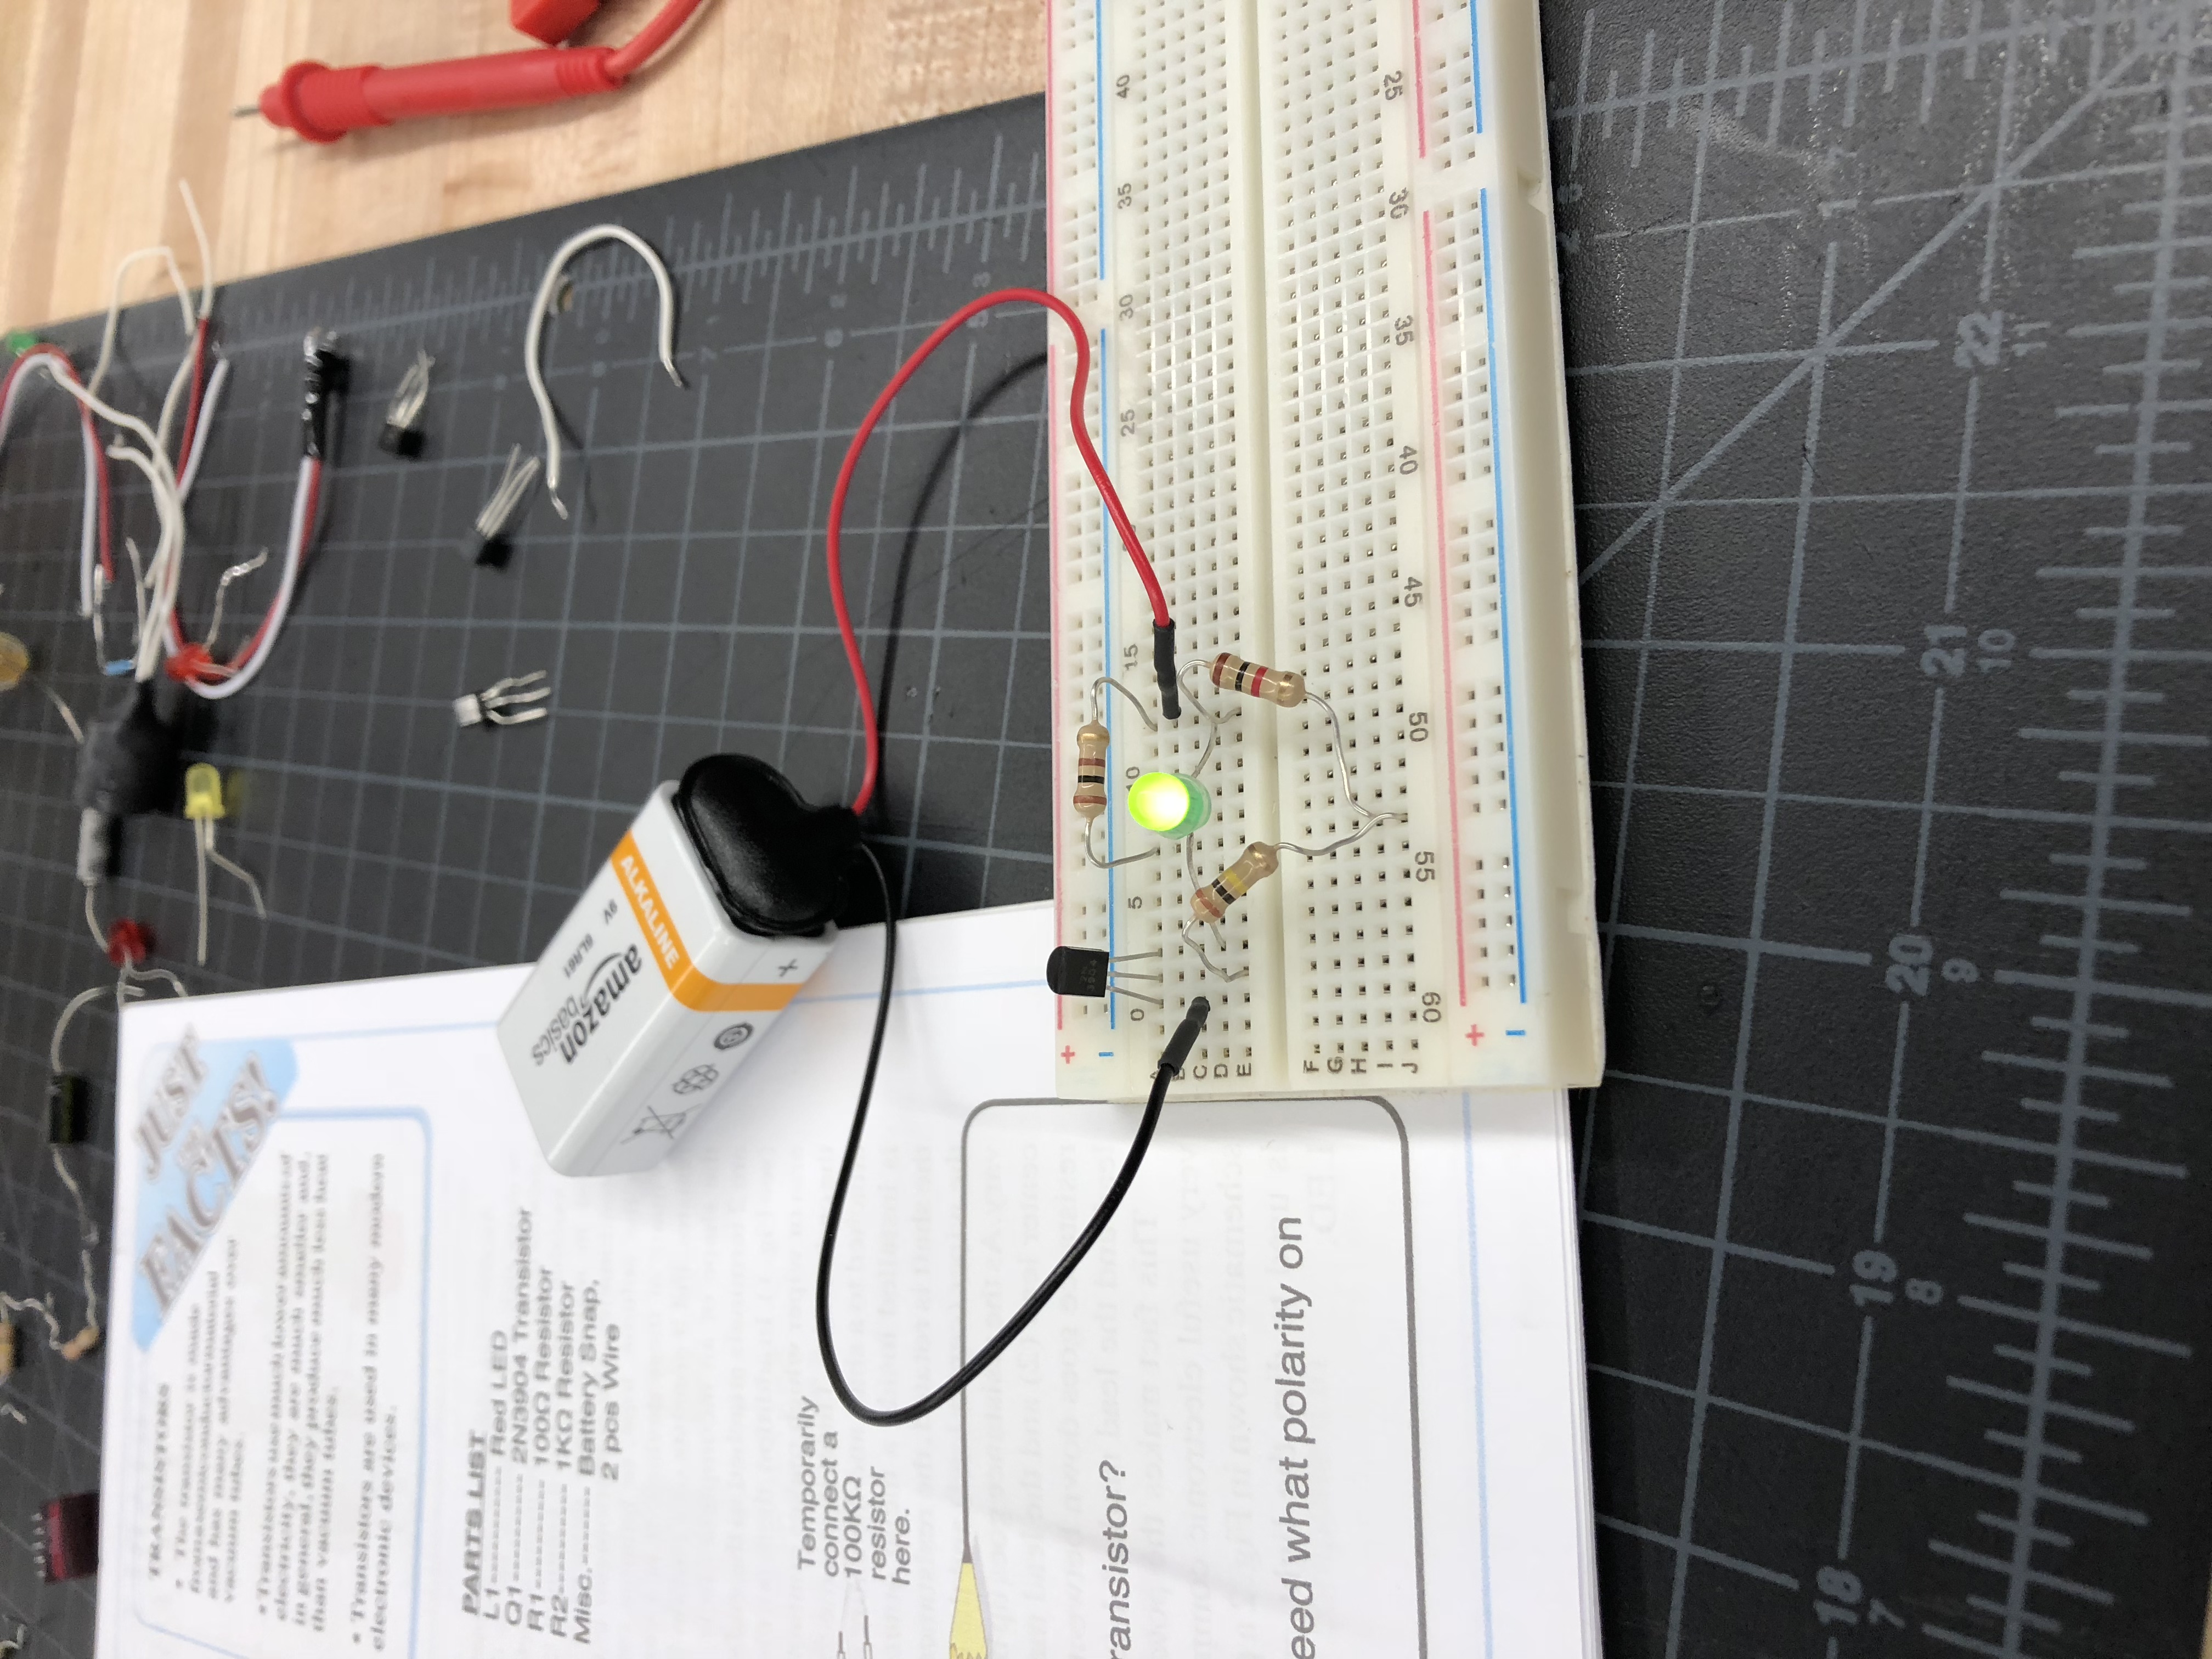 JUST
THE
FACTS!
TRANSISTORS
• The transistor is made
from a semiconductor material
and has many advantages over
vacuum tubes.
• Transistors use much lower amounts of
electricity, they are much smaller and,
in general, they produce much less heat
than vacuum tubes.
• Transistors are used in many modern
electronic devices.
PARTS LIST
L1----------- Red LED
Q1---------- 2N3904 Transistor
R1---------- 100Ω Resistor
R2---------- 1KΩ Resistor
Misc.------- Battery Snap,
2 pcs Wire
amazon
basics
9V 6LR61
ALKALINE
+
Temporarily
connect a
100KΩ
resistor
here.
ransistor?
eed what polarity on
2N
3904
+
-
0 5 10 15 25 30 35 40
A
B
C
D
E
F
G
H
I
J
60 55 50 45 40 35 30 25
+
-
18 19 20 21 22
7 8 9 10 11